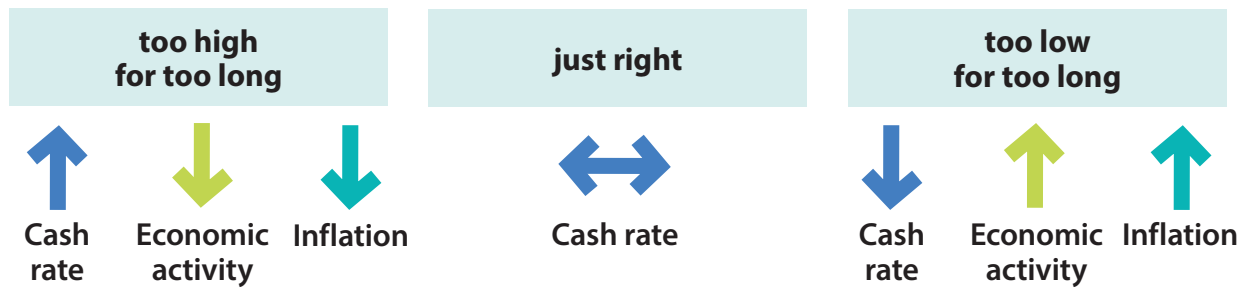 too high
for too long
just right
too low
for too long
Cash
rate
Economic
activity
Inflation
Cash rate
Cash
rate
Economic
activity
Inflation